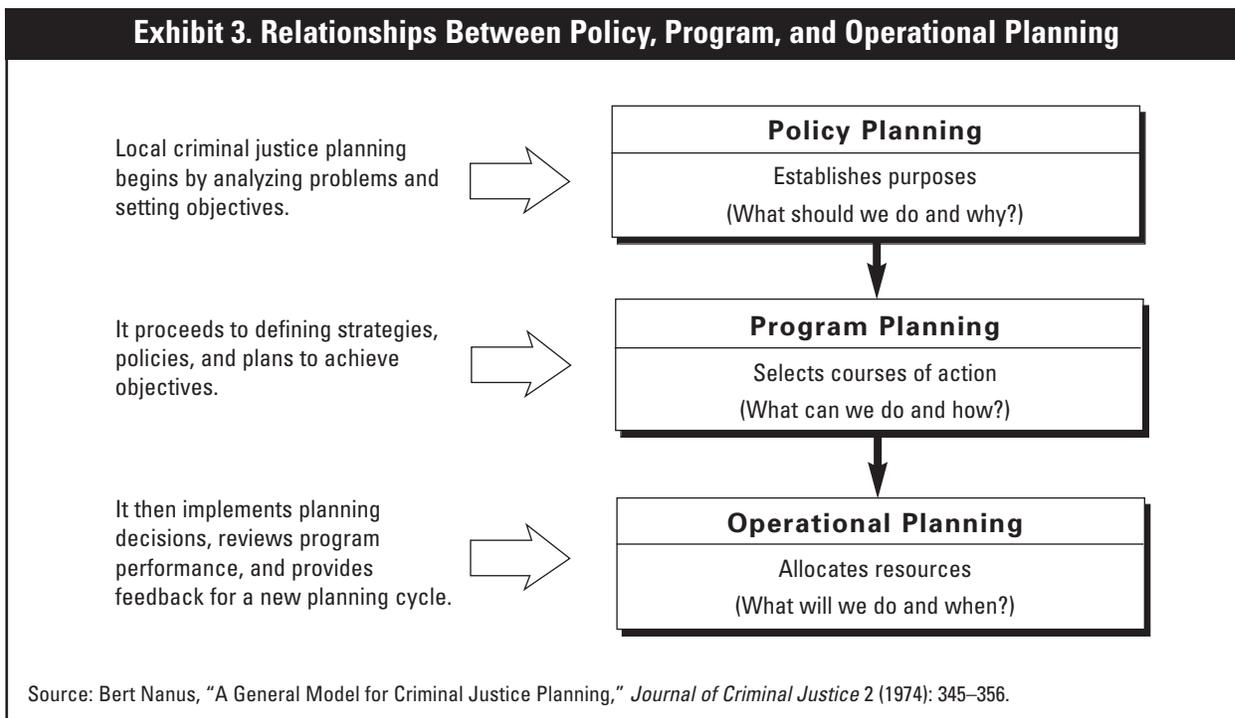 Exhibit 3. Relationships Between Policy, Program, and Operational Planning
Local criminal justice planning
begins by analyzing problems and
setting objectives.
Policy Planning
Establishes purposes
(What should we do and why?)
It proceeds to defining strategies,
policies, and plans to achieve
objectives.
Program Planning
Selects courses of action
(What can we do and how?)
It then implements planning
decisions, reviews program
performance, and provides
feedback for a new planning cycle.
Operational Planning
Allocates resources
(What will we do and when?)
Source: Bert Nanus, “A General Model for Criminal Justice Planning,” Journal of Criminal Justice 2 (1974): 345–356.